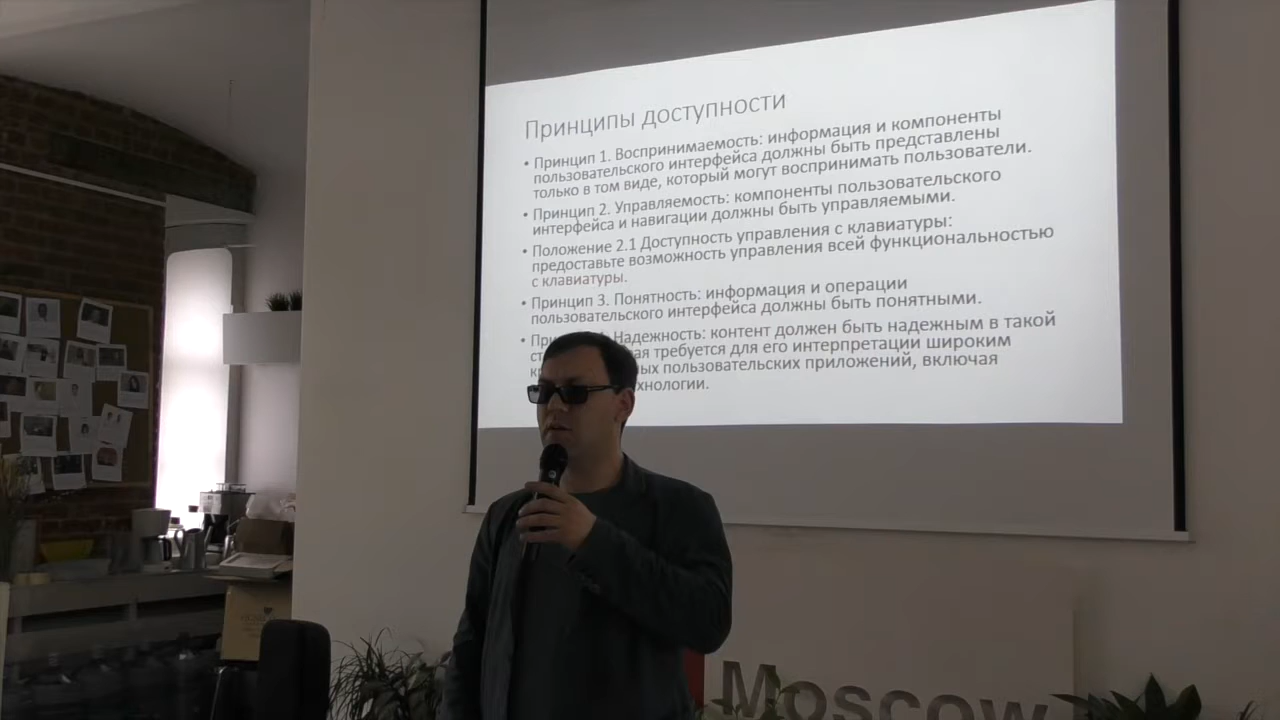 Принципы доступности
• Принцип 1. Воспринимаемость: информация и компоненты
пользовательского интерфейса должны быть представлены
только в том виде, который могут воспринимать пользователи.
• Принцип 2. Управляемость: компоненты пользовательского
интерфейса и навигации должны быть управляемыми.
• Положение 2.1 Доступность управления с клавиатуры:
предоставьте возможность управления всей функциональностью
с клавиатуры.
• Принцип 3. Понятность: информация и операции
пользовательского интерфейса должны быть понятными.
• Надежность: контент должен быть надежным в такой
требуется для его интерпретации широким
пользовательских приложений, включая
Moscow